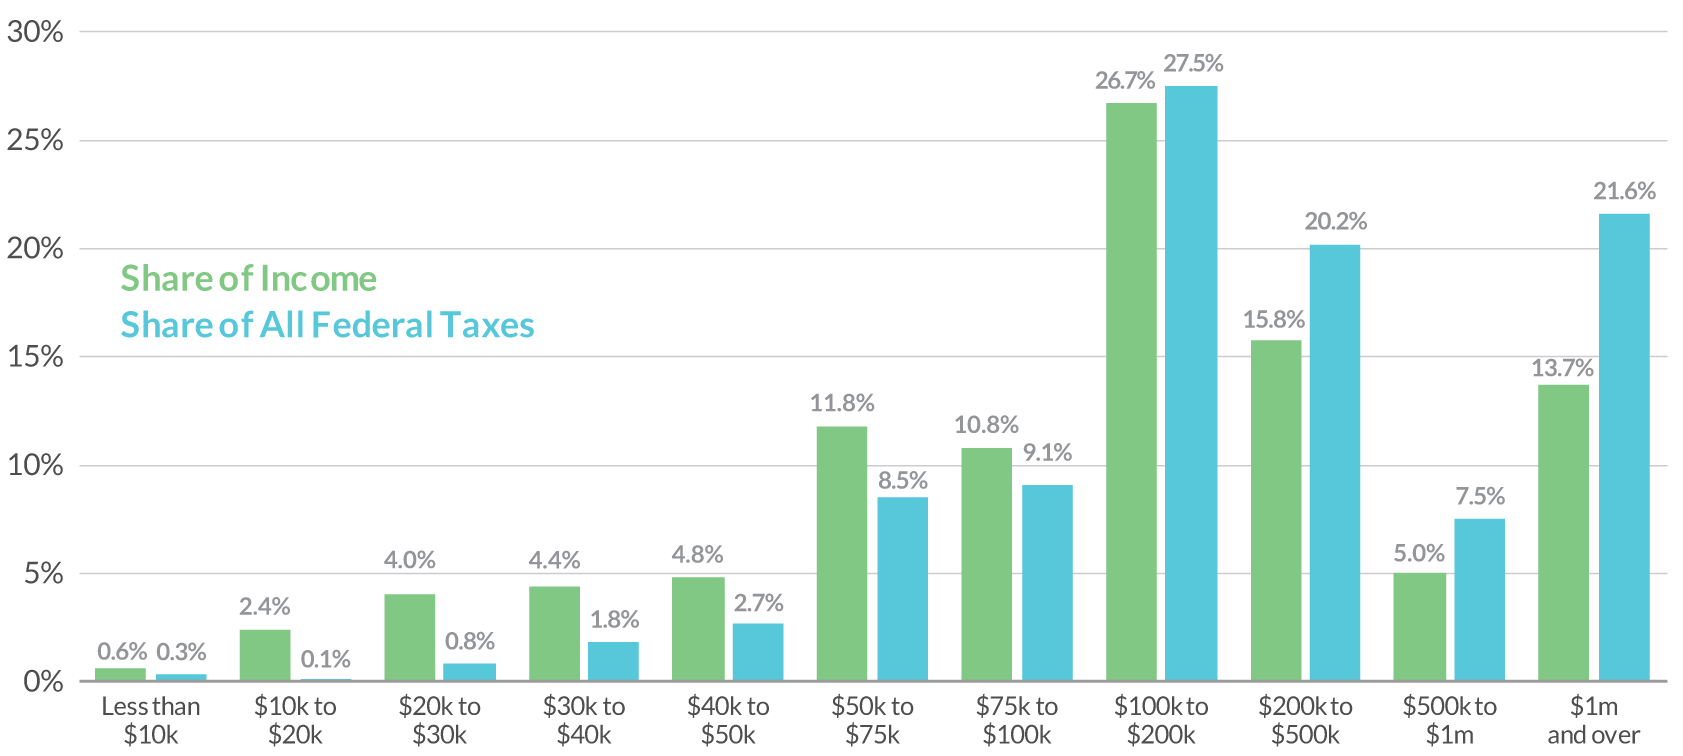 30%
25%
20%
15%
10%
5%
0%
Share of Income
Share of All Federal Taxes
0.6% 0.3%
2.4% 0.1%
4.0% 0.8%
4.4% 1.8%
4.8% 2.7%
11.8% 8.5%
10.8% 9.1%
26.7% 27.5%
15.8% 20.2%
5.0% 7.5%
13.7% 21.6%
Less than
$10k
$10k to
$20k
$20k to
$30k
$30k to
$40k
$40k to
$50k
$50k to
$75k
$75k to
$100k
$100k to
$200k
$200k to
$500k
$500k to
$1m
$1m
and over